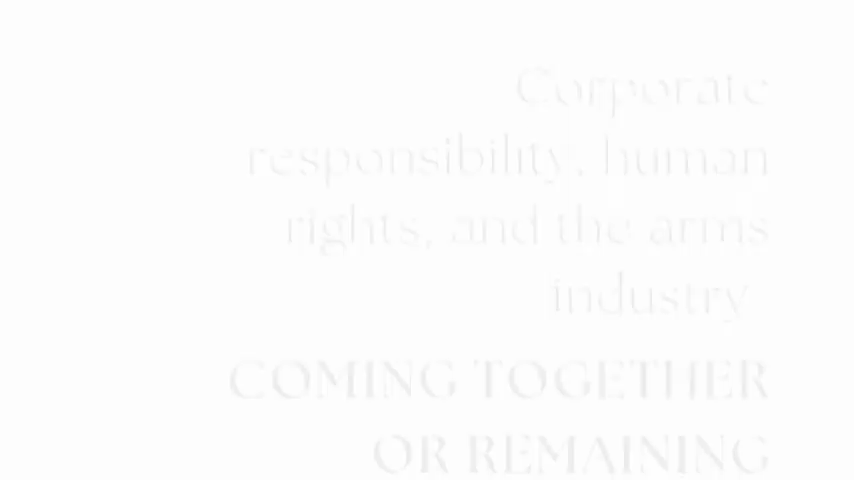 Corporate
responsibility, human
rights, and the arms
industry
COMING TOGETHER
OR REMAINING